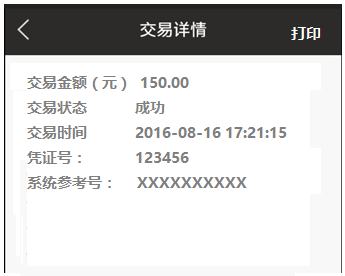 交易详情 打印
交易金额（元） 150.00
交易状态 成功
交易时间 2016-08-16 17:21:15
凭证号： 123456
系统参考号： XXXXXXXXXX